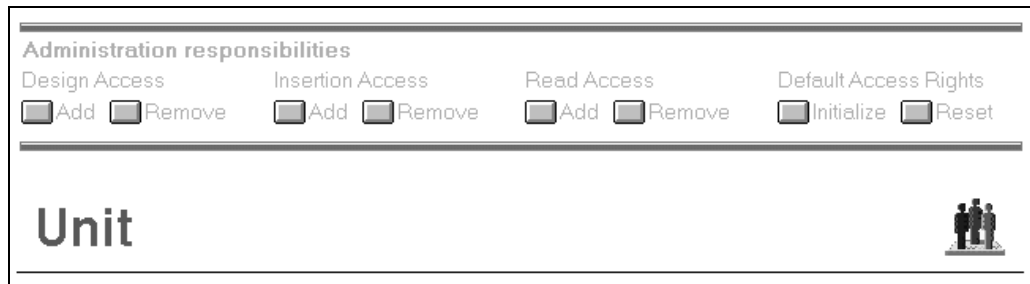 Administration responsibilities
Design Access Insertion Access Read Access Default Access Rights
Add Remove Add Remove Add Remove Initialize Reset
Unit